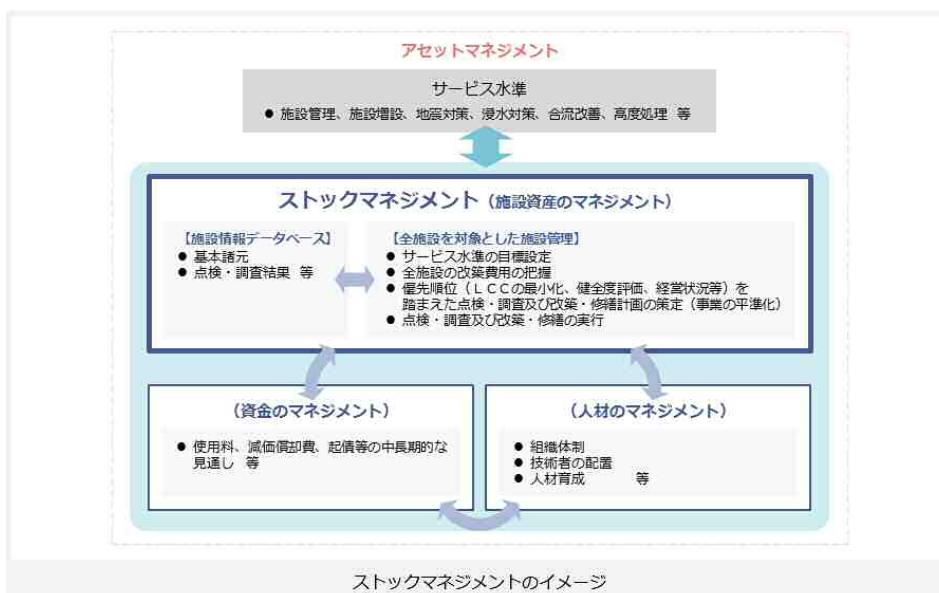 アセットマネジメント
サービス水準
● 施設管理、施設増設、地震対策、浸水対策、合流改善、高度処理 等
ストックマネジメント(施設資産のマネジメント)
【施設情報データベース】
● 基本諸元
● 点検・調査結果 等
【全施設を対象とした施設管理】
● サービス水準の目標設定
● 全施設の改築費用の把握
● 優先順位(LCCの最小化、健全度評価、経営状況等)を
踏まえた点検・調査及び改築・修繕計画の策定(事業の平準化)
● 点検・調査及び改築・修繕の実行
(資金のマネジメント)
● 使用料、減価償却費、起債等の中長期的な
見通し 等
(人材のマネジメント)
● 組織体制
● 技術者の配置
● 人材育成 等
ストックマネジメントのイメージ